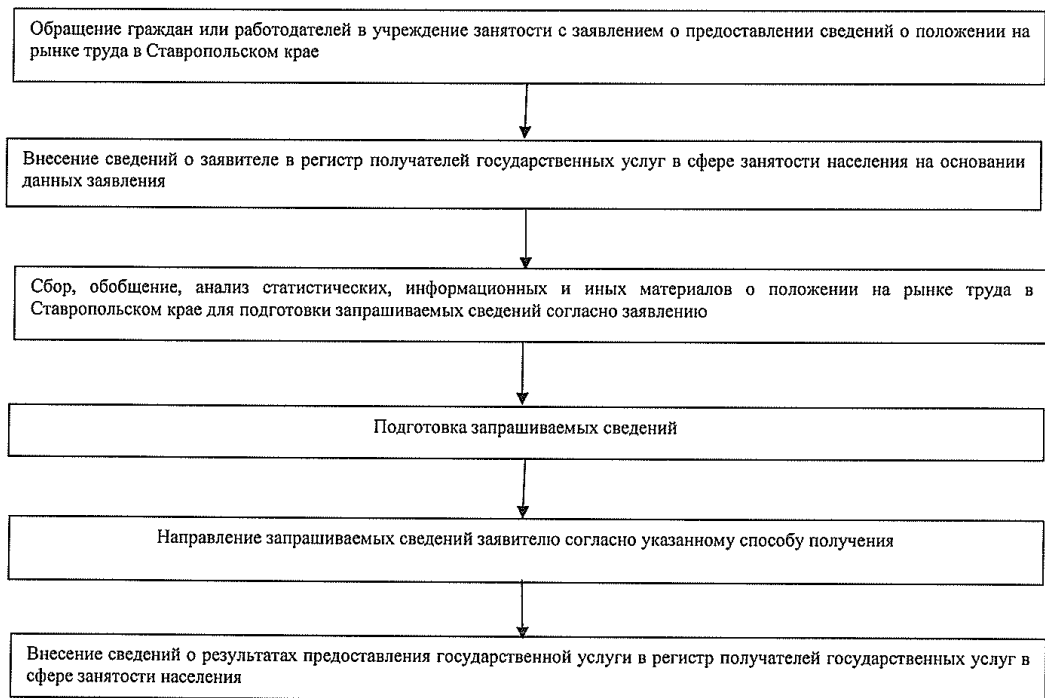 Обращение граждан или работодателей в учреждение занятости с заявлением о предоставлении сведений о положении на
рынке труда в Ставропольском крае
Внесение сведений о заявителе в регистр получателей государственных услуг в сфере занятости населения на основании
данных заявления
Сбор, обобщение, анализ статистических, информационных и иных материалов о положении на рынке труда в
Ставропольском крае для подготовки запрашиваемых сведений согласно заявлению
Подготовка запрашиваемых сведений
Направление запрашиваемых сведений заявителю согласно указанному способу получения
Внесение сведений о результатах предоставления государственной услуги в регистр получателей государственных услуг в
сфере занятости населения